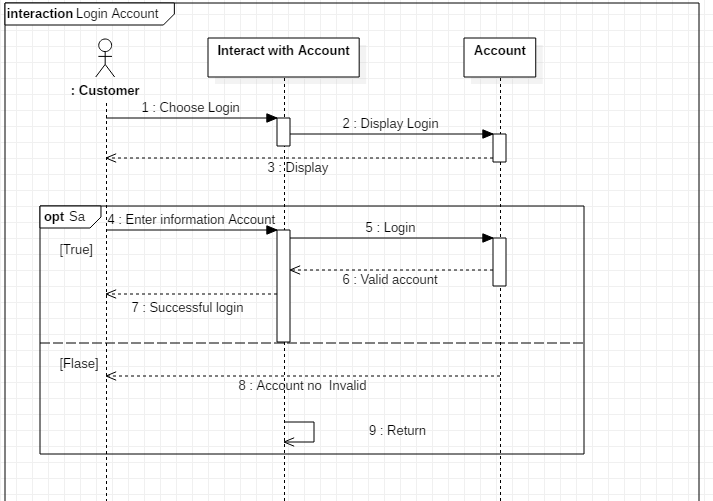 interaction Login Account
Interact with Account
Account
: Customer
1 : Choose Login
2 : Display Login
3 : Display
opt Sa
4 : Enter information Account
5 : Login
[True]
6 : Valid account
7 : Successful login
[Flase]
8 : Account no Invalid
9 : Return